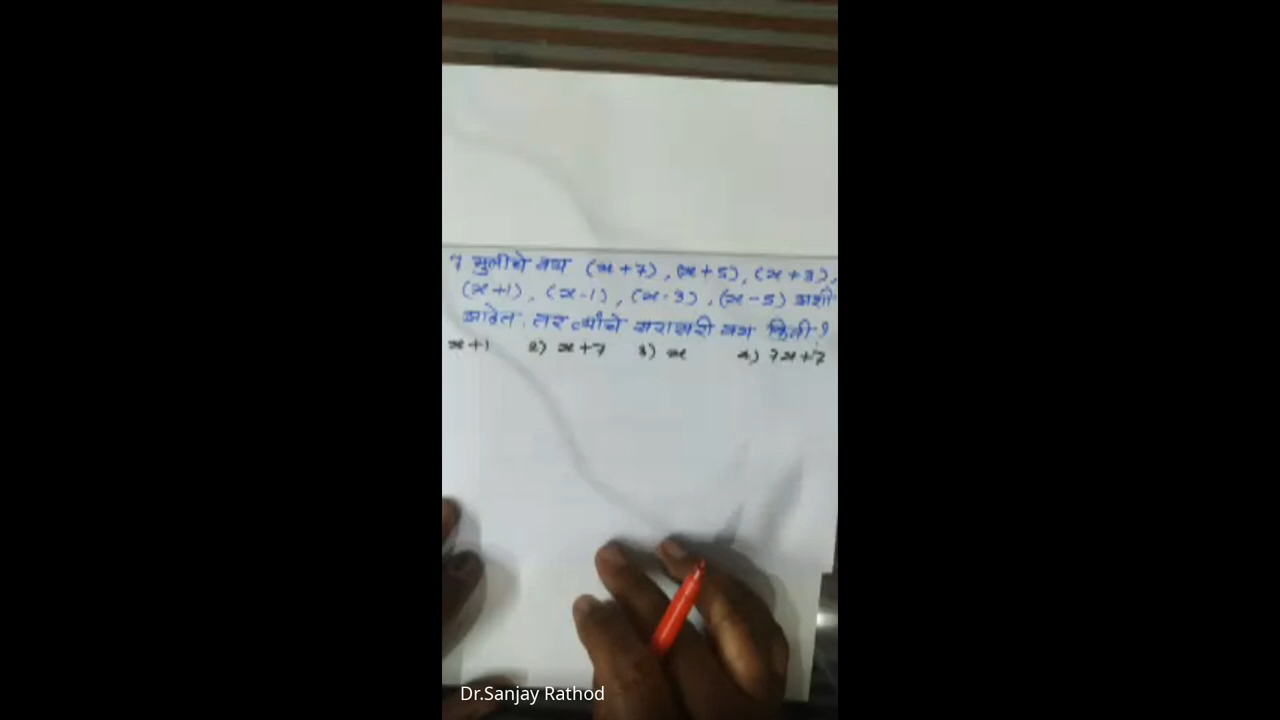 7 मुलींचे वय (x+7), (x+5), (x+3),
(x+1), (x-1), (x-3), (x-5) अशी
आहेत. तर त्यांचे सरासरी वय किती?
x+1 2) x+7 3) x 4) 7x+7
Dr.Sanjay Rathod